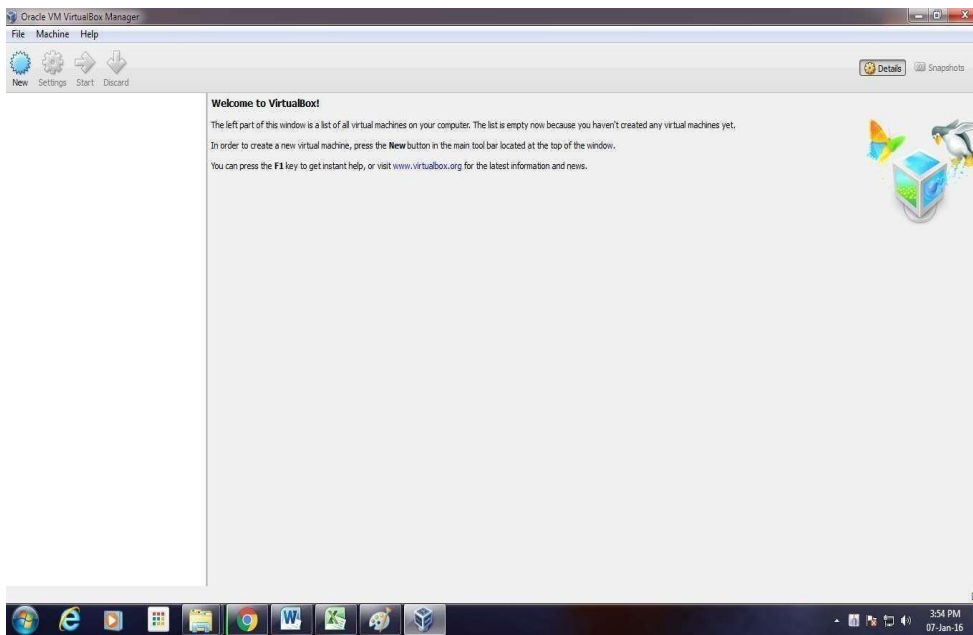 Oracle VM VirtualBox Manager
File Machine Help
New Settings Start Discard
Details Snapshots
Welcome to VirtualBox!
The left part of this window is a list of all virtual machines on your computer. The list is empty now because you haven't created any virtual machines yet.
In order to create a new virtual machine, press the New button in the main tool bar located at the top of the window.
You can press the F1 key to get instant help, or visit www.virtualbox.org for the latest information and news.
3:54 PM
07-Jan-16